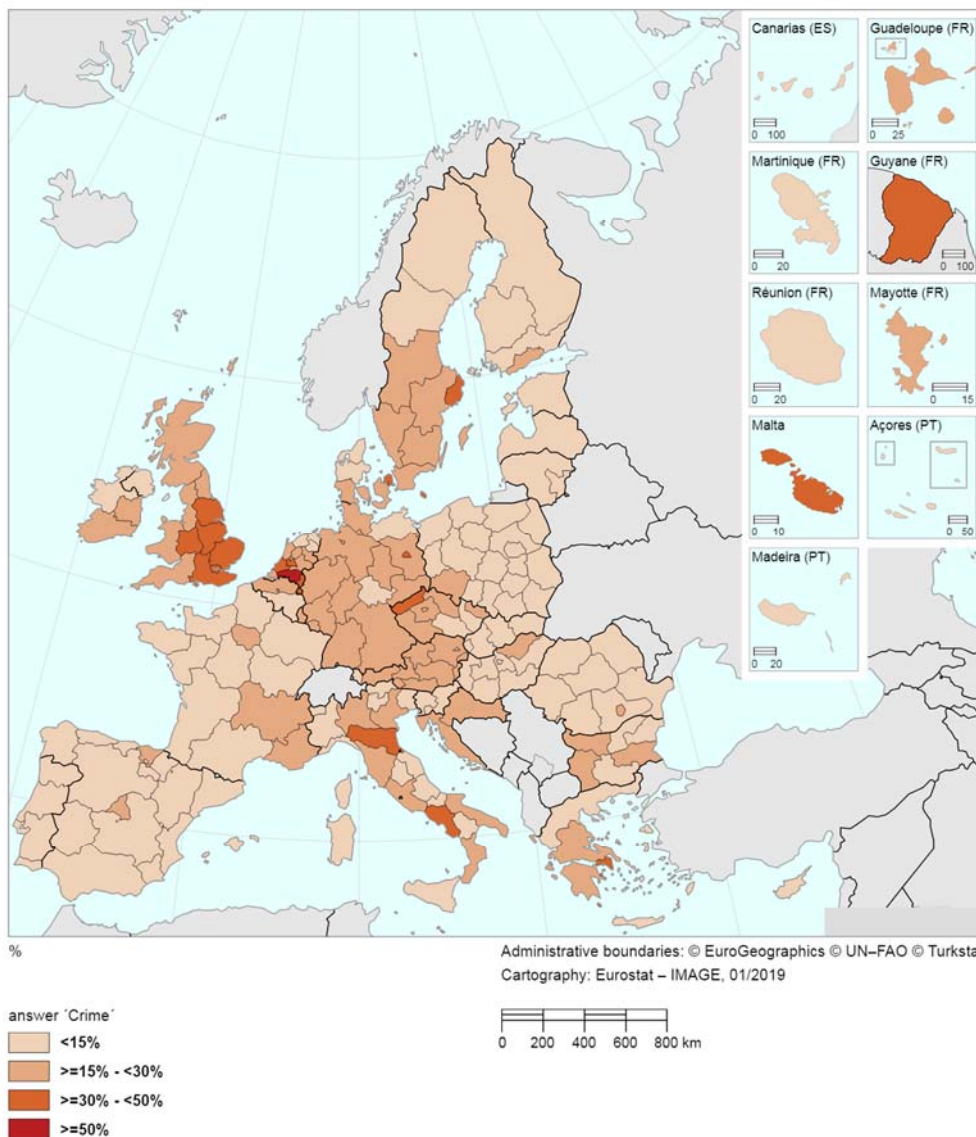 Canarias (ES)
0 100
Guadeloupe (FR)
0 25
Martinique (FR)
0 20
Guyane (FR)
0 100
Réunion (FR)
0 20
Mayotte (FR)
0 15
Malta
0 10
Açores (PT)
0 50
Madeira (PT)
0 20
%
Administrative boundaries: © EuroGeographics © UN–FAO © Turksta
Cartography: Eurostat – IMAGE, 01/2019
0 200 400 600 800 km
answer ´Crime´
<15%
>=15% - <30%
>=30% - <50%
>=50%